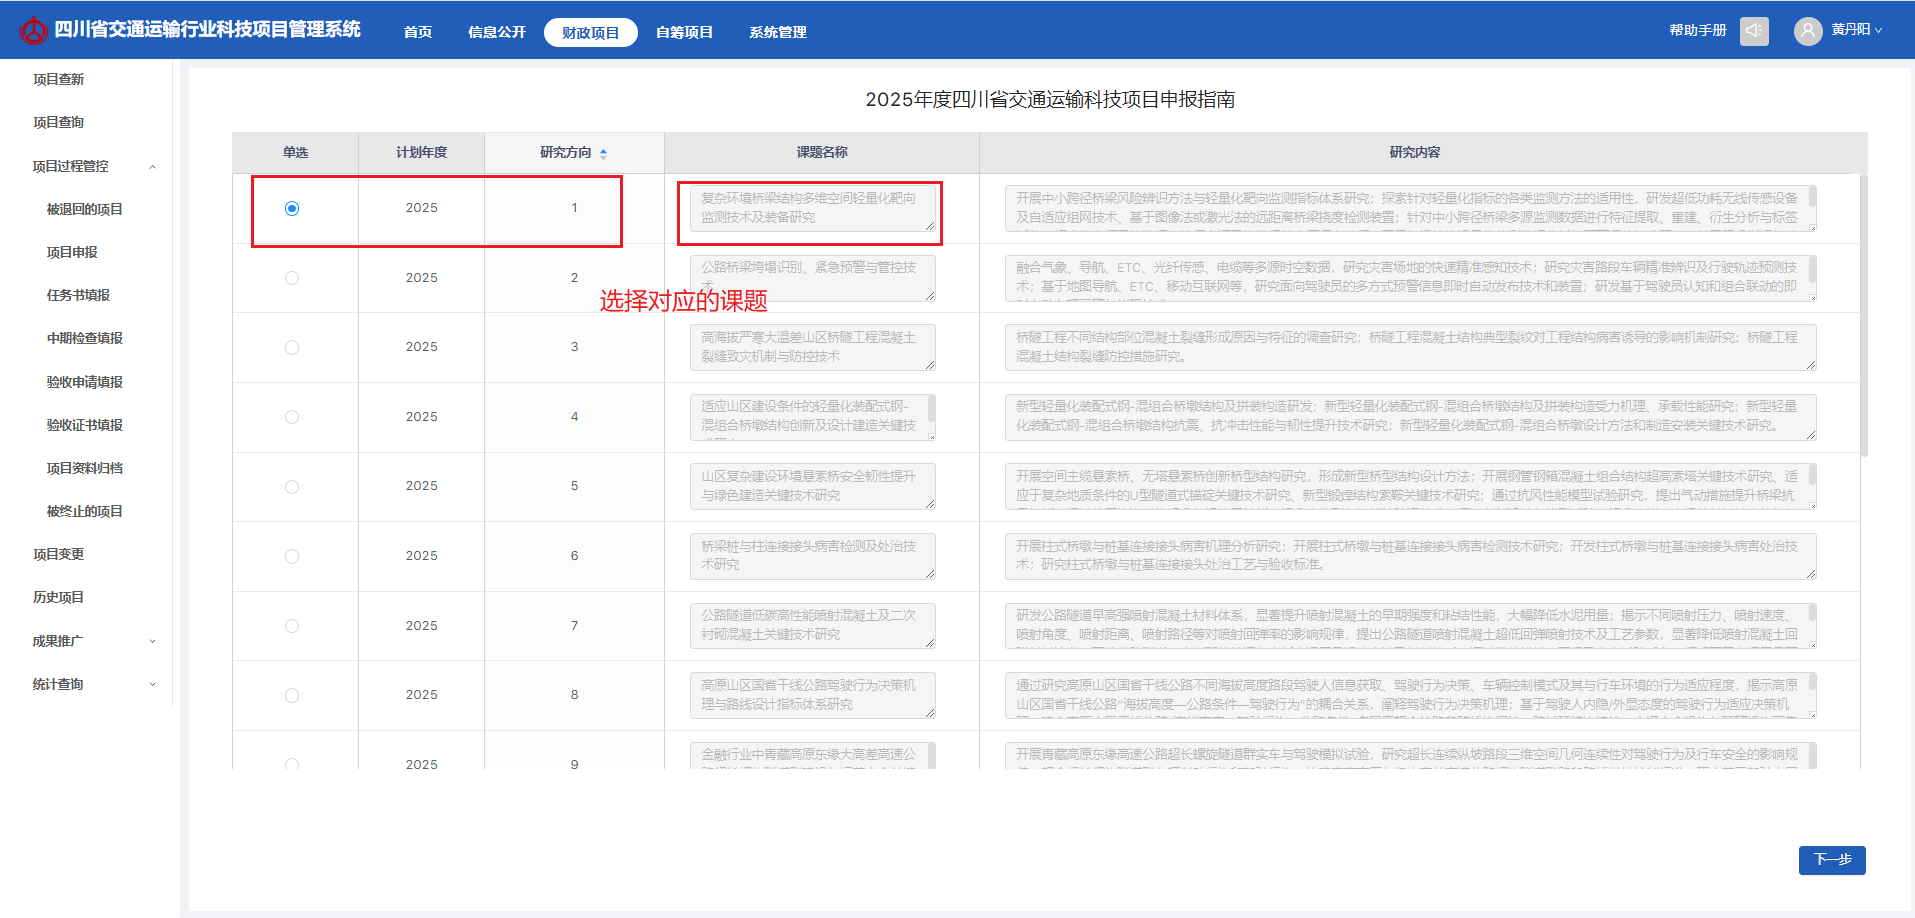 四川省交通运输行业科技项目管理系统
首页 信息公开 财政项目 自筹项目 系统管理
帮助手册 黄丹阳
项目查新
项目查询
项目过程管控
被退回的项目
项目申报
任务书填报
中期检查填报
验收申请填报
验收证书填报
项目资料归档
被终止的项目
项目变更
历史项目
成果推广
统计查询
2025年度四川省交通运输科技项目申报指南
单选 计划年度 研究方向 课题名称 研究内容
2025 1
复杂环境桥梁结构多维空间轻量化靶向
监测技术及装备研究
开展中小跨径桥梁风险辨识方法与轻量化靶向监测指标体系研究；探索针对轻量化指标的各类监测方法的适用性，研发超低功耗无线传感设备
及自适应组网技术、基于图像法或激光法的远距离桥梁挠度检测装置；针对中小跨径桥梁多源监测数据进行特征提取、重建、衍生分析与标签
2025 2
公路桥梁垮塌识别、紧急预警与管控技
术
融合气象、导航、ETC、光纤传感、电缆等多源时空数据，研究灾害场地的快速精准感知技术；研究灾害路段车辆精准辨识及行驶轨迹预测技
术；基于地图导航、ETC、移动互联网等，研究面向驾驶员的多方式预警信息即时自动发布技术和装置；研发基于驾驶员认知和组合联动的即
选择对应的课题
2025 3
高海拔严寒大温差山区桥隧工程混凝土
裂缝致灾机制与防控技术
桥隧工程不同结构部位混凝土裂缝形成原因与特征的调查研究；桥隧工程混凝土结构典型裂纹对工程结构病害诱导的影响机制研究；桥隧工程
混凝土结构裂缝防控措施研究。
2025 4
适应山区建设条件的轻量化装配式钢-
混组合桥墩结构创新及设计建造关键技
新型轻量化装配式钢-混组合桥墩结构及拼装构造研发；新型轻量化装配式钢-混组合桥墩结构及拼装构造受力机理、承载性能研究；新型轻量
化装配式钢-混组合桥墩结构抗震、抗冲击性能与韧性提升技术研究；新型轻量化装配式钢-混组合桥墩设计方法和制造安装关键技术研究。
2025 5
山区复杂建设环境悬索桥安全韧性提升
与绿色建造关键技术研究
开展空间主缆悬索桥、无塔悬索桥创新桥型结构研究，形成新型桥型结构设计方法；开展钢管钢箱混凝土组合结构超高索塔关键技术研究、适
应于复杂地质条件的U型隧道式锚碇关键技术研究、新型锻焊结构索鞍关键技术研究；通过抗风性能模型试验研究，提出气动措施提升桥梁抗
2025 6
桥梁桩与柱连接接头病害检测及处治技
术研究
开展柱式桥墩与桩基连接接头病害机理分析研究；开展柱式桥墩与桩基连接接头病害检测技术研究；开发柱式桥墩与桩基连接接头病害处治技
术；研究柱式桥墩与桩基连接接头处治工艺与验收标准。
2025 7
公路隧道低碳高性能喷射混凝土及二次
衬砌混凝土关键技术研究
研发公路隧道早高强喷射混凝土材料体系，显著提升喷射混凝土的早期强度和粘结性能，大幅降低水泥用量；揭示不同喷射压力、喷射速度、
喷射角度、喷射距离、喷射路径等对喷射回弹率的影响规律，提出公路隧道喷射混凝土超低回弹喷射技术及工艺参数，显著降低喷射混凝土回
2025 8
高原山区国省干线公路驾驶行为决策机
理与路线设计指标体系研究
通过研究高原山区国省干线公路不同海拔高度路段驾驶人信息获取、驾驶行为决策、车辆控制模式及其与行车环境的行为适应程度，揭示高原
山区国省干线公路“海拔高度—公路条件—驾驶行为”的耦合关系，阐释驾驶行为决策机理；基于驾驶人内隐/外显态度的驾驶行为适应决策机
2025 9
金融行业中青藏高原东缘大高差高速公
开展青藏高原东缘高速公路超长螺旋隧道群实车与驾驶模拟试验，研究超长连续纵坡路段三维空间几何连续性对驾驶行为及行车安全的影响规
下一步